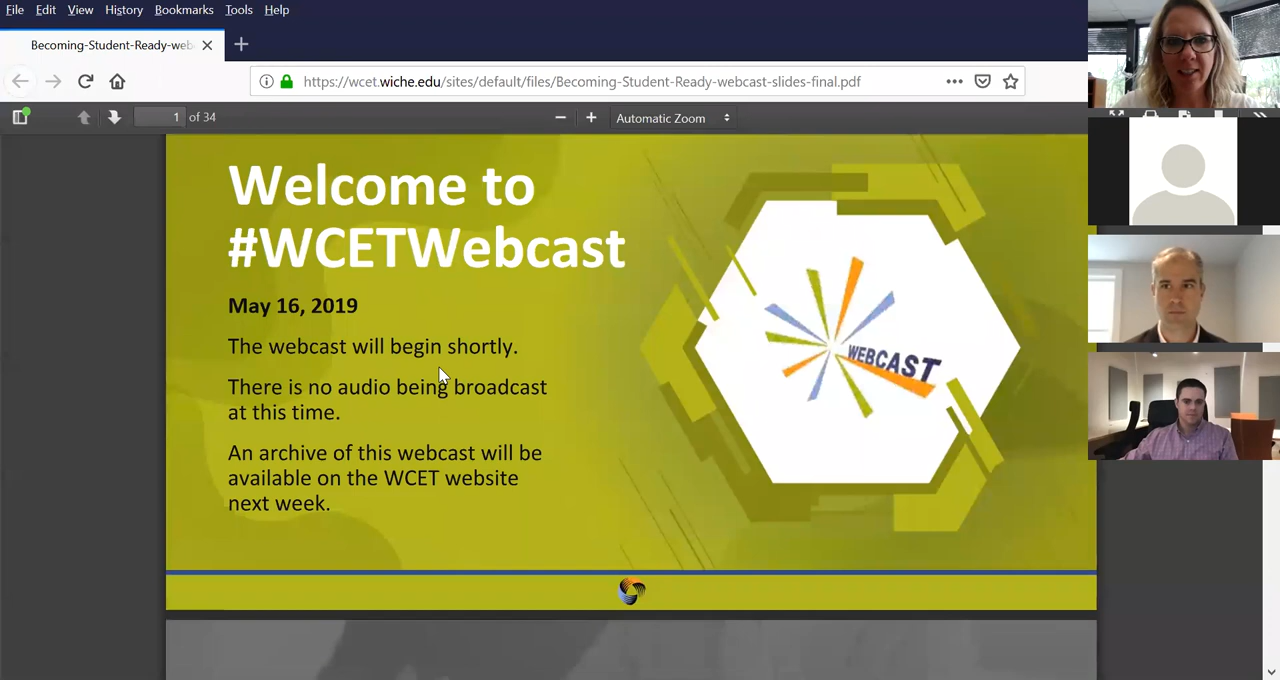 File Edit View History Bookmarks Tools Help
Becoming-Student-Ready-web
https://wcet.wiche.edu/sites/default/files/Becoming-Student-Ready-webcast-slides-final.pdf
1 of 34
Automatic Zoom
Welcome to
#WCETWebcast
May 16, 2019
The webcast will begin shortly.
There is no audio being broadcast
at this time.
An archive of this webcast will be
available on the WCET website
next week.
WEBCAST